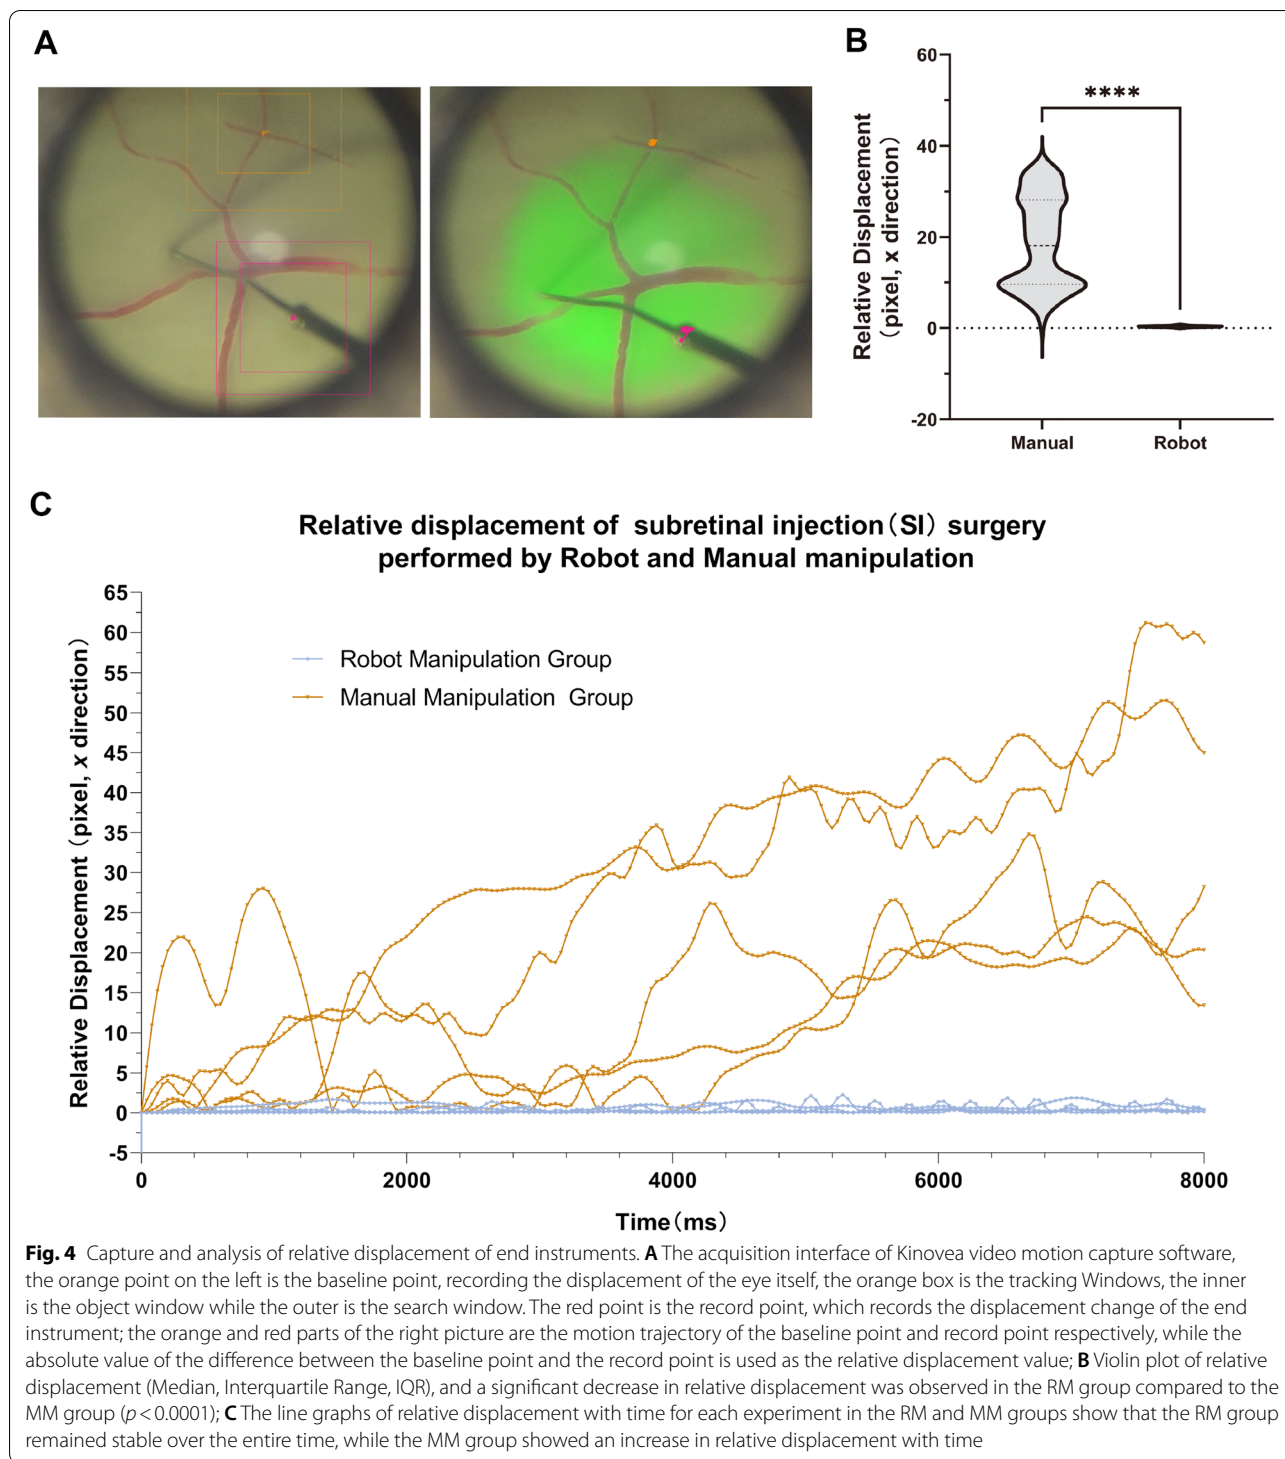 A
B
60
40
20
0
-20
Relative Displacement
(pixel, x direction)
****
Manual
Robot
C
Relative displacement of subretinal injection (SI) surgery
performed by Robot and Manual manipulation
65
60
55
50
45
40
35
30
25
20
15
10
5
0
-5
Relative Displacement (pixel, x direction)
Robot Manipulation Group
Manual Manipulation Group
0
2000
4000
6000
8000
Time (ms)
Fig. 4 Capture and analysis of relative displacement of end instruments. A The acquisition interface of Kinovea video motion capture software,
the orange point on the left is the baseline point, recording the displacement of the eye itself, the orange box is the tracking Windows, the inner
is the object window while the outer is the search window. The red point is the record point, which records the displacement change of the end
instrument; the orange and red parts of the right picture are the motion trajectory of the baseline point and record point respectively, while the
absolute value of the difference between the baseline point and the record point is used as the relative displacement value; B Violin plot of relative
displacement (Median, Interquartile Range, IQR), and a significant decrease in relative displacement was observed in the RM group compared to the
MM group (p < 0.0001); C The line graphs of relative displacement with time for each experiment in the RM and MM groups show that the RM group
remained stable over the entire time, while the MM group showed an increase in relative displacement with time